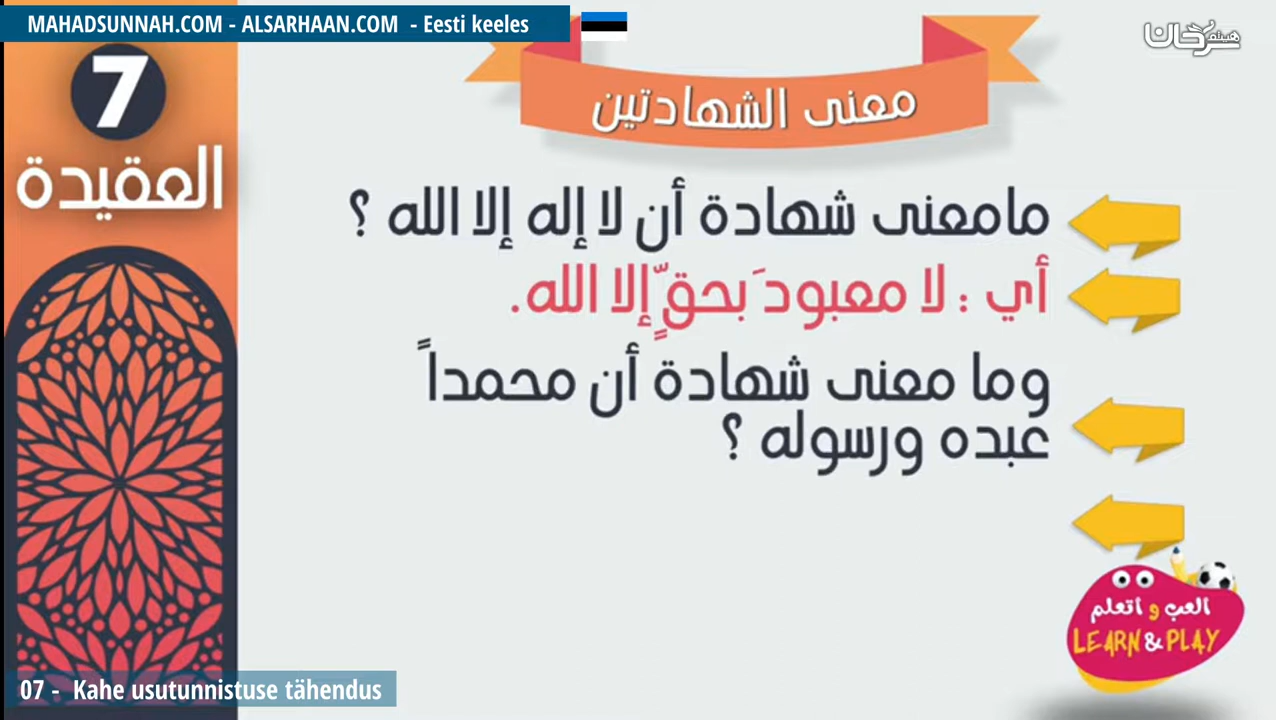 MAHADSUNNAH.COM - ALSARHAAN.COM - Eesti keeles
هيثم سرحان
7
العقيدة
معنى الشهادتين
مامعنى شهادة أن لا إله إلا الله ؟
أي : لا معبودَ بحقٍّ إلا الله.
وما معنى شهادة أن محمداً
عبده ورسوله ؟
العب و اتعلم
LEARN & PLAY
07 - Kahe usutunnistuse tähendus